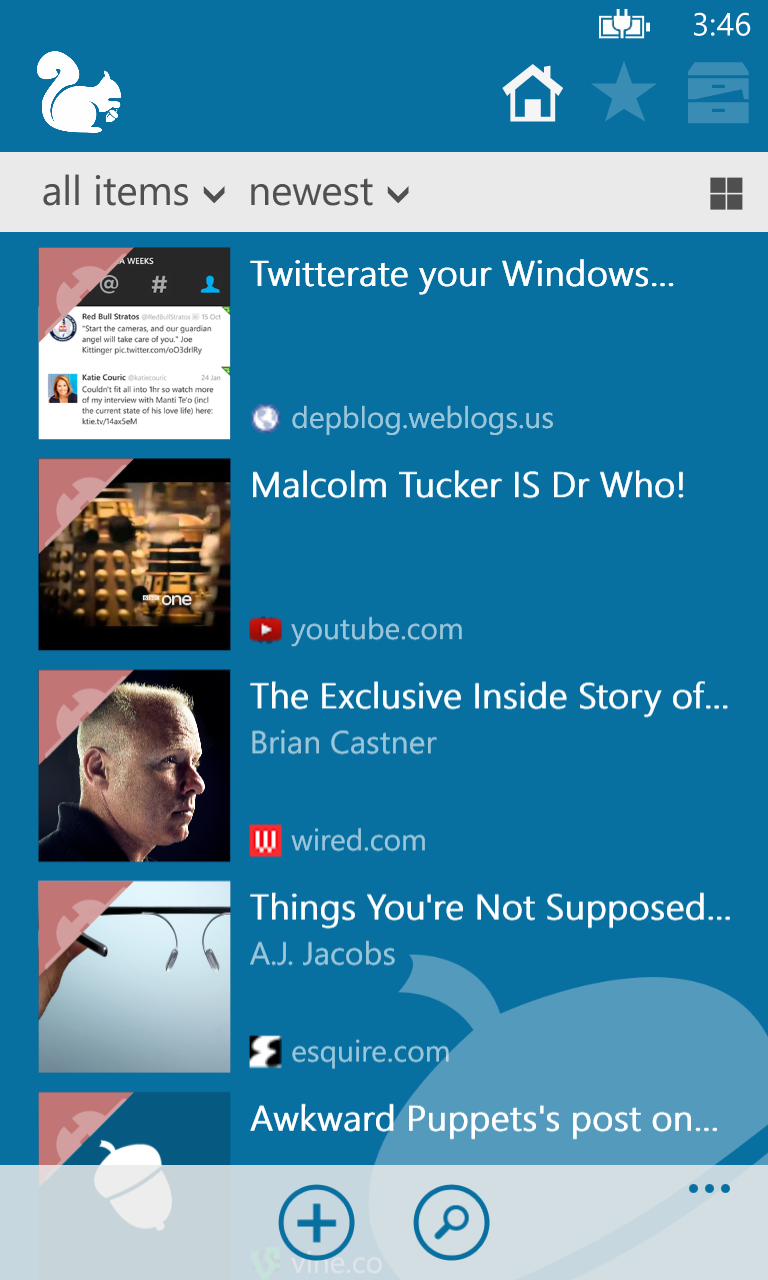 3:46
all items
newest
A WEEKS
@
#
Red Bull Stratos @RedBullStratos 15 Oct
"Start the cameras, and our guardian
angel will take care of you." Joe
Kittinger pic.twitter.com/oO3drlRy
Katie Couric @katiecouric 24 Jan
Couldn't fit all into 1hr so watch more
of my interview with Manti Te'o (incl
the current state of his love life) here:
ktie.tv/14ax5eM
Twitterate your Windows...
depblog.weblogs.us
one
Malcolm Tucker IS Dr Who!
youtube.com
The Exclusive Inside Story of...
Brian Castner
wired.com
Things You're Not Supposed...
A.J. Jacobs
esquire.com
Awkward Puppets's post on...
vine.co